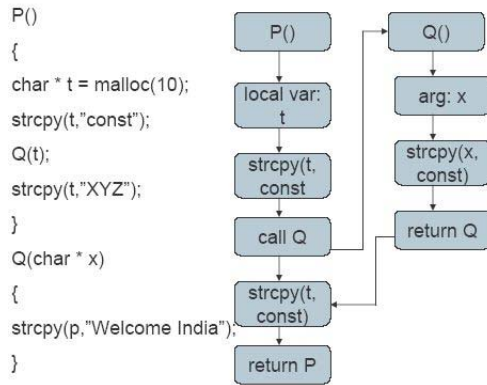 P()
{
char * t = malloc(10);
strcpy(t,"const");
Q(t);
strcpy(t,"XYZ");
}
Q(char * x)
{
strcpy(p,"Welcome India");
}
P()
local var:
t
strcpy(t,
const
call Q
strcpy(t,
const)
return P
Q()
arg: x
strcpy(x,
const)
return Q